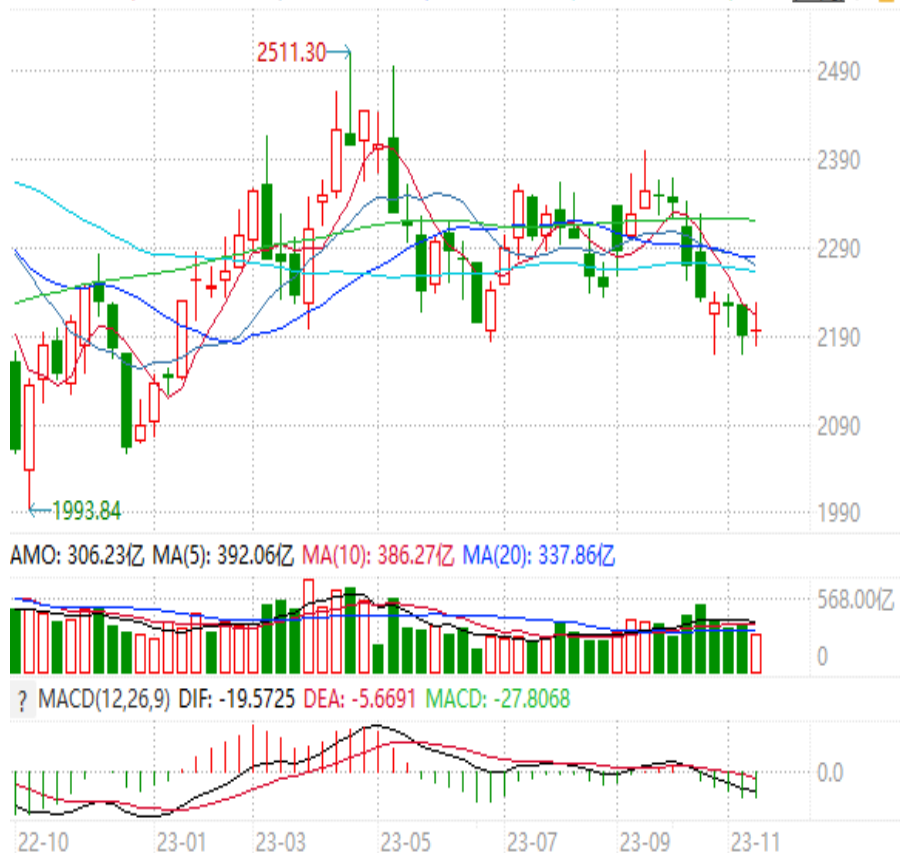 2511.30
2490
2390
2290
2190
2090
1993.84
1990
AMO: 306.23亿 MA(5): 392.06亿 MA(10): 386.27亿 MA(20): 337.86亿
568.00亿
0
? MACD(12,26,9) DIF: -19.5725 DEA: -5.6691 MACD: -27.8068
0.0
22-10 23-01 23-03 23-05 23-07 23-09 23-11